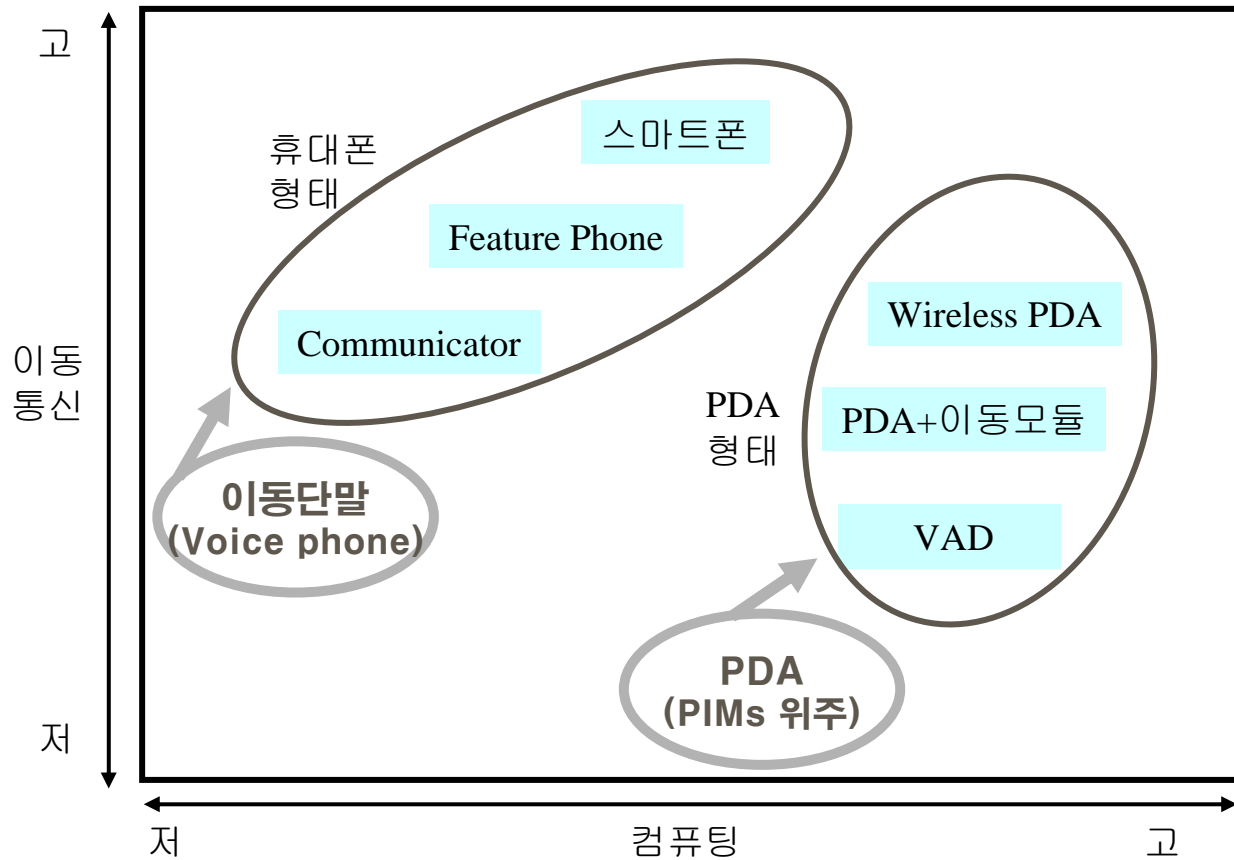 고
스마트폰
휴대폰
형태
Feature Phone
Wireless PDA
Communicator
이동
통신
PDA
형태
PDA+이동모듈
이동단말
(Voice phone)
VAD
PDA
(PIMs 위주)
저
저
컴퓨팅
고